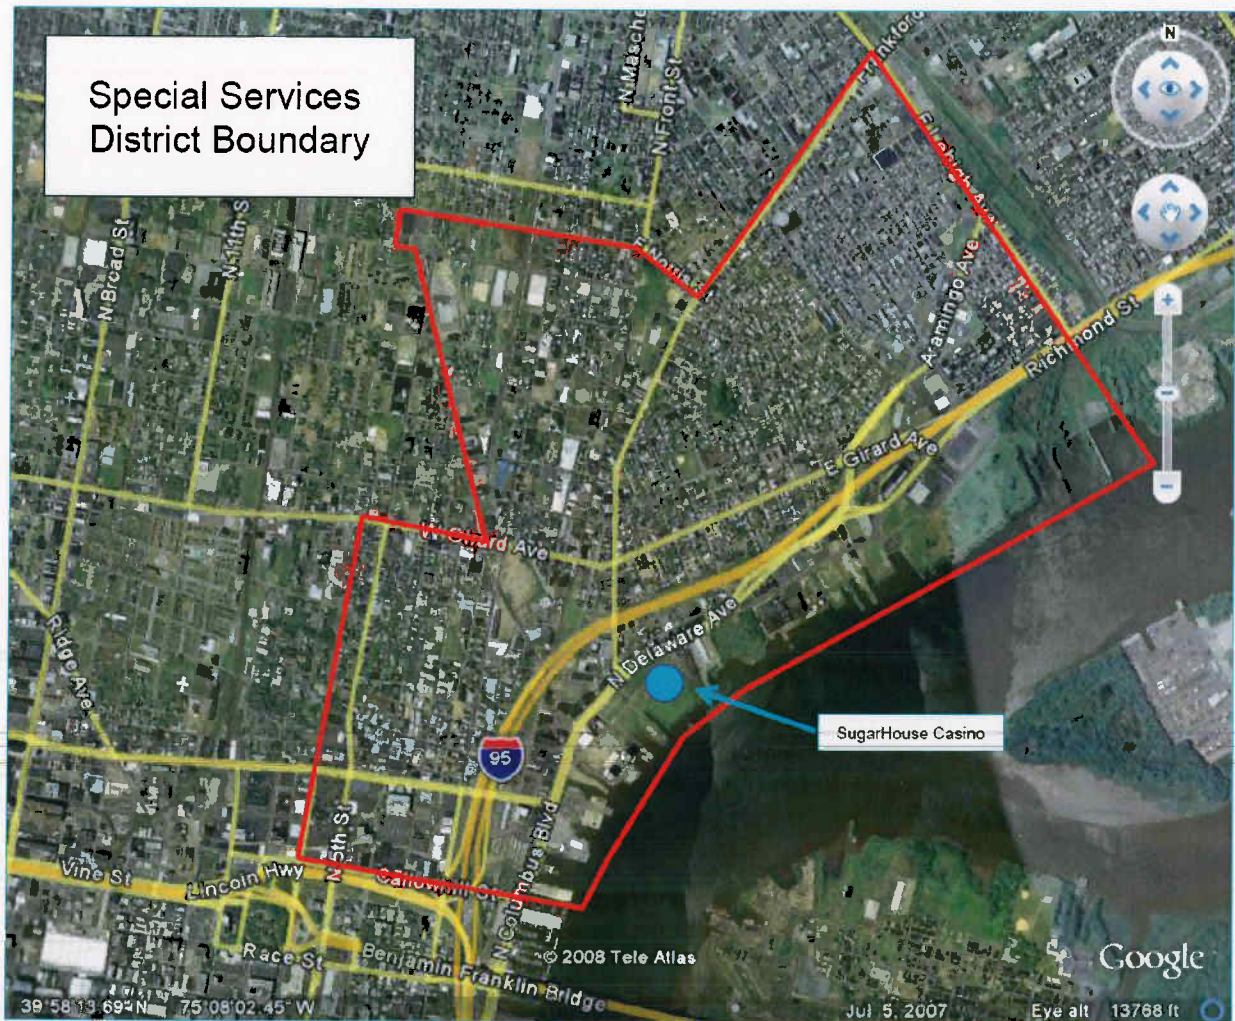 Special Services
District Boundary
N Broad St
N 11th S
N Masche
N Front St
Frankford
E Lehigh Ave
Aramingo Ave
Richmond St
E Girard Ave
W Girard Ave
N Delaware Ave
SugarHouse Casino
Ridge Ave
95
N 5th St
N Columbus Blvd
Vine St
Lincoln Hwy
Callowhill St
Race St
Benjamin Franklin Bridge
© 2008 Tele Atlas
Google
39°58'13.69" N 75°08'02.45" W
Jul 5, 2007
Eye alt 13768 ft
N